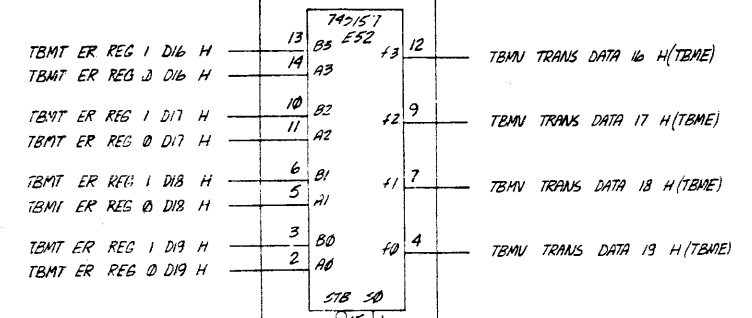 74S157
E52
TBMT ER REG 1 D16 H 13 B3 f3 12 TBMV TRANS DATA 16 H(TBME)
TBMT ER REG 0 D16 H 14 A3
TBMT ER REG 1 D17 H 10 B2 f2 9 TBMV TRANS DATA 17 H(TBME)
TBMT ER REG 0 D17 H 11 A2
TBMT ER REG 1 D18 H 6 B1 f1 7 TBMV TRANS DATA 18 H(TBME)
TBMT ER REG 0 D18 H 5 A1
TBMT ER REG 1 D19 H 3 B0 f0 4 TBMV TRANS DATA 19 H(TBME)
TBMT ER REG 0 D19 H 2 A0
STB S0